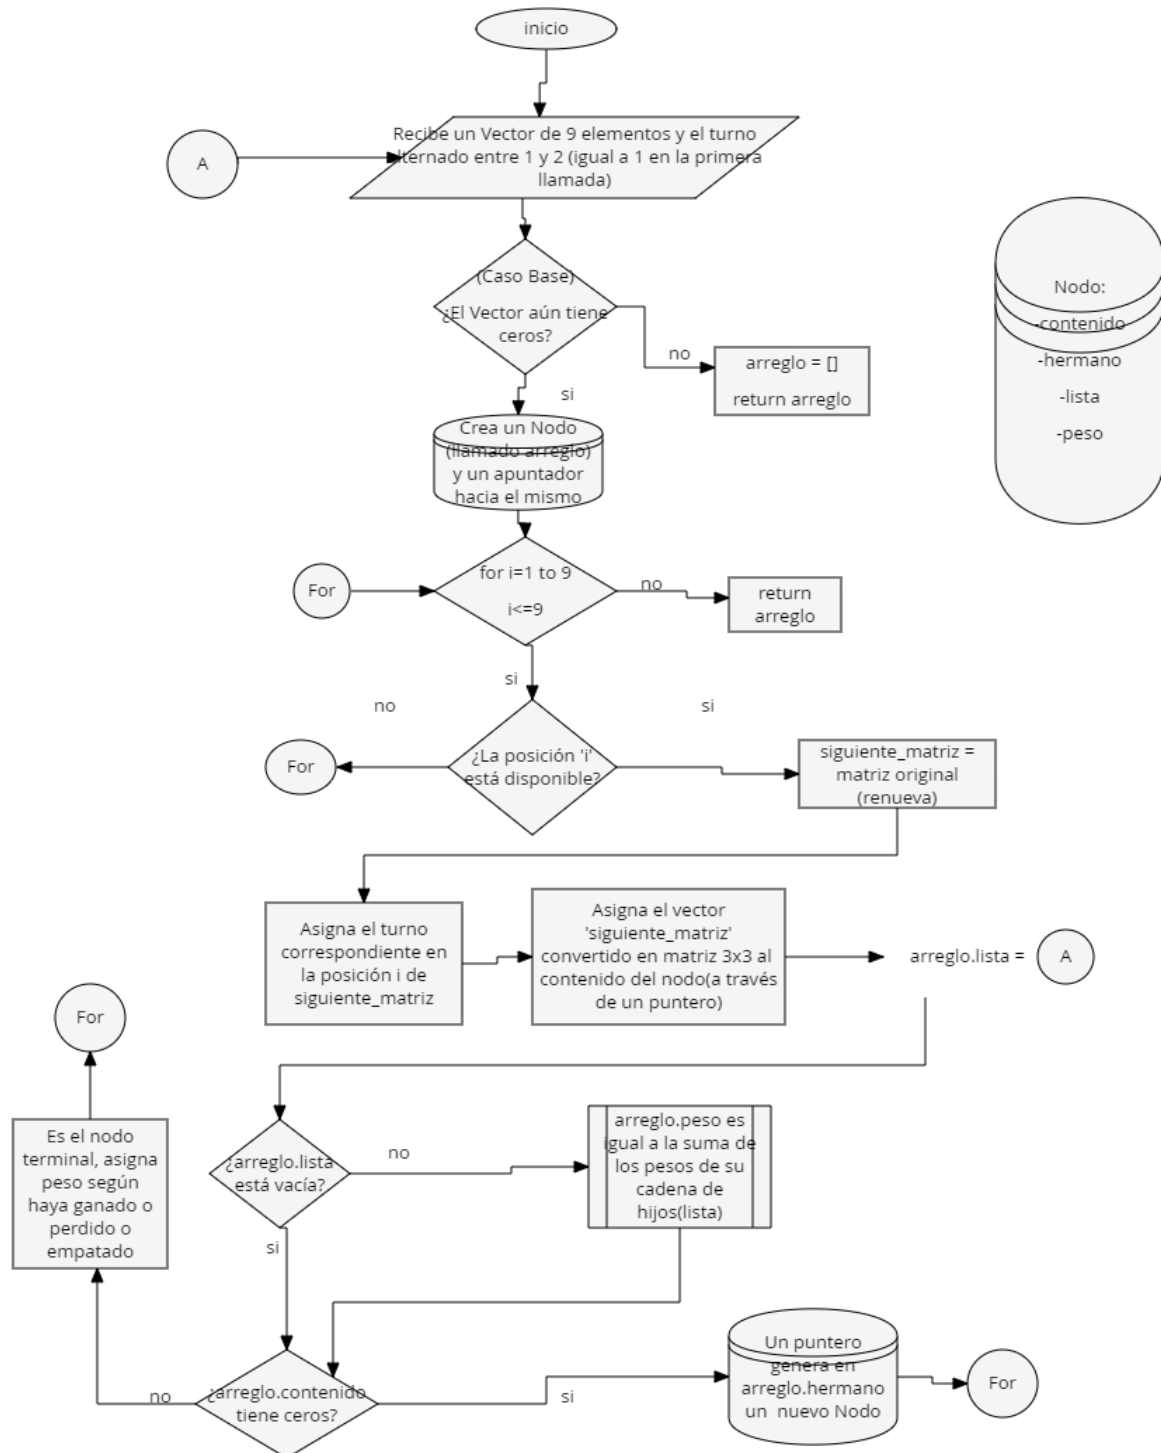 inicio
A
Recibe un Vector de 9 elementos y el turno
alternado entre 1 y 2 (igual a 1 en la primera
llamada)
(Caso Base)
¿El Vector aún tiene
ceros?
no
arreglo = []
return arreglo
si
Nodo:
-contenido
-hermano
-lista
-peso
Crea un Nodo
(llamado arreglo)
y un apuntador
hacia el mismo
For
for i=1 to 9
i<=9
no
return
arreglo
si
no
si
For
¿La posición 'i'
está disponible?
siguiente_matriz =
matriz original
(renueva)
Asigna el turno
correspondiente en
la posición i de
siguiente_matriz
Asigna el vector
'siguiente_matriz'
convertido en matriz 3x3 al
contenido del nodo(a través
de un puntero)
arreglo.lista =
A
For
Es el nodo
terminal, asigna
peso según
haya ganado o
perdido o
empatado
¿arreglo.lista
está vacía?
no
arreglo.peso es
igual a la suma de
los pesos de su
cadena de
hijos(lista)
si
¿arreglo.contenido
tiene ceros?
no
si
Un puntero
genera en
arreglo.hermano
un nuevo Nodo
For